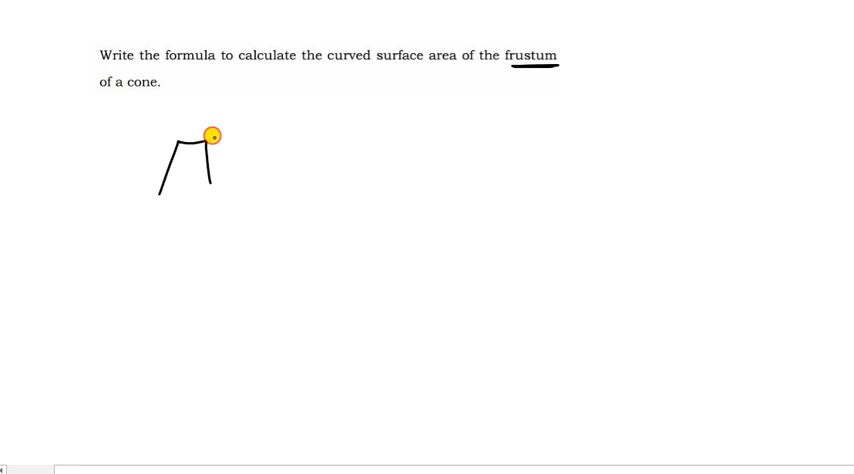 Write the formula to calculate the curved surface area of the frustum
of a cone.